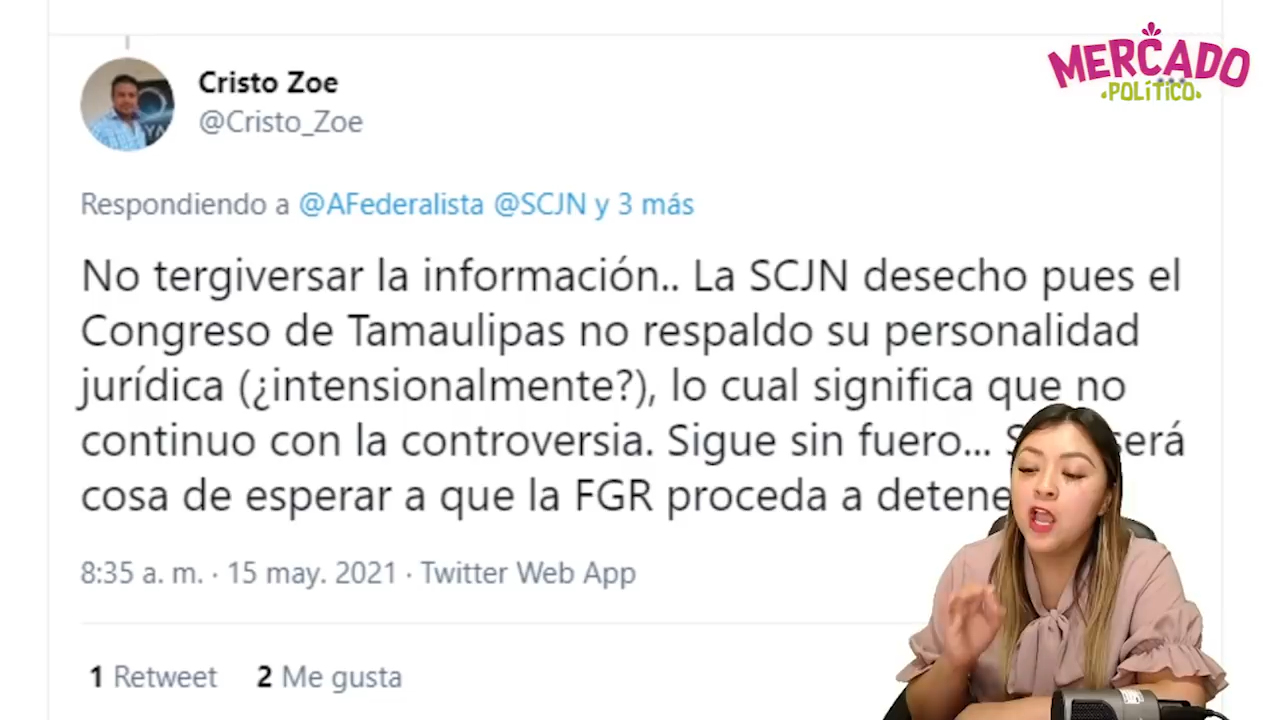 MERCADO
POLÍTICO
Cristo Zoe
@Cristo_Zoe
Respondiendo a @AFederalista @SCJN y 3 más
No tergiversar la información.. La SCJN desecho pues el
Congreso de Tamaulipas no respaldo su personalidad
jurídica (¿intensionalmente?), lo cual significa que no
continuo con la controversia. Sigue sin fuero... será
cosa de esperar a que la FGR proceda a
8:35 a. m. · 15 may. 2021 · Twitter Web App
1 Retweet 2 Me gusta